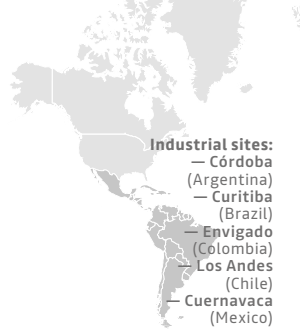 Industrial sites:
— Córdoba
(Argentina)
— Curitiba
(Brazil)
— Envigado
(Colombia)
— Los Andes
(Chile)
— Cuernavaca
(Mexico)